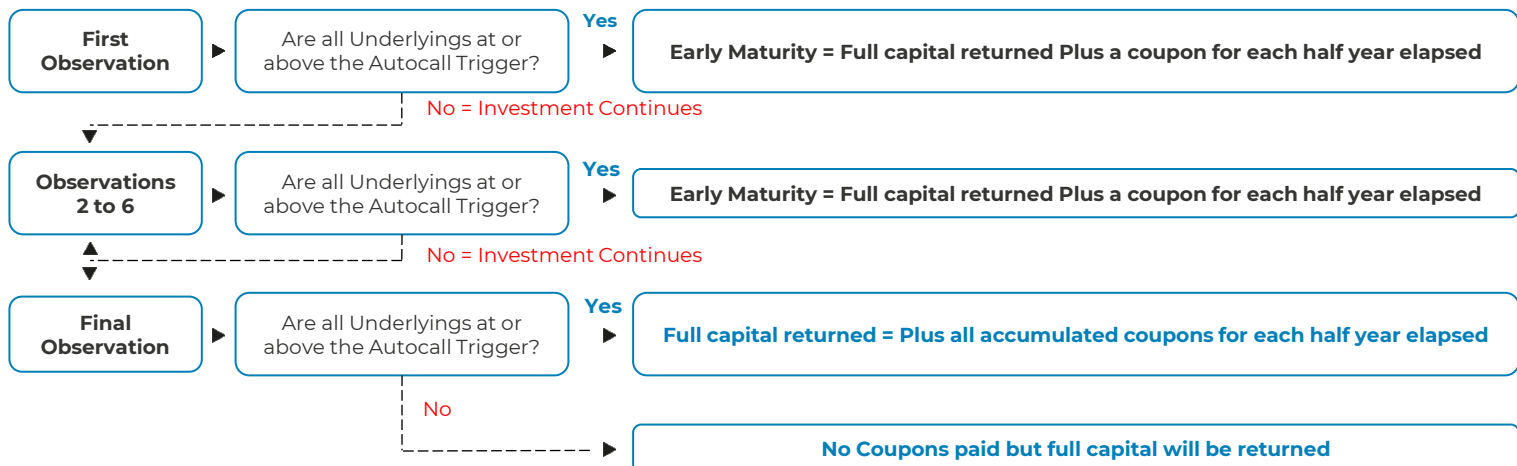 First
Observation
Are all Underlyings at or
above the Autocall Trigger?
Yes
Early Maturity = Full capital returned Plus a coupon for each half year elapsed
No = Investment Continues
Observations
2 to 6
Are all Underlyings at or
above the Autocall Trigger?
Yes
Early Maturity = Full capital returned Plus a coupon for each half year elapsed
No = Investment Continues
Final
Observation
Are all Underlyings at or
above the Autocall Trigger?
Yes
Full capital returned = Plus all accumulated coupons for each half year elapsed
No
No Coupons paid but full capital will be returned